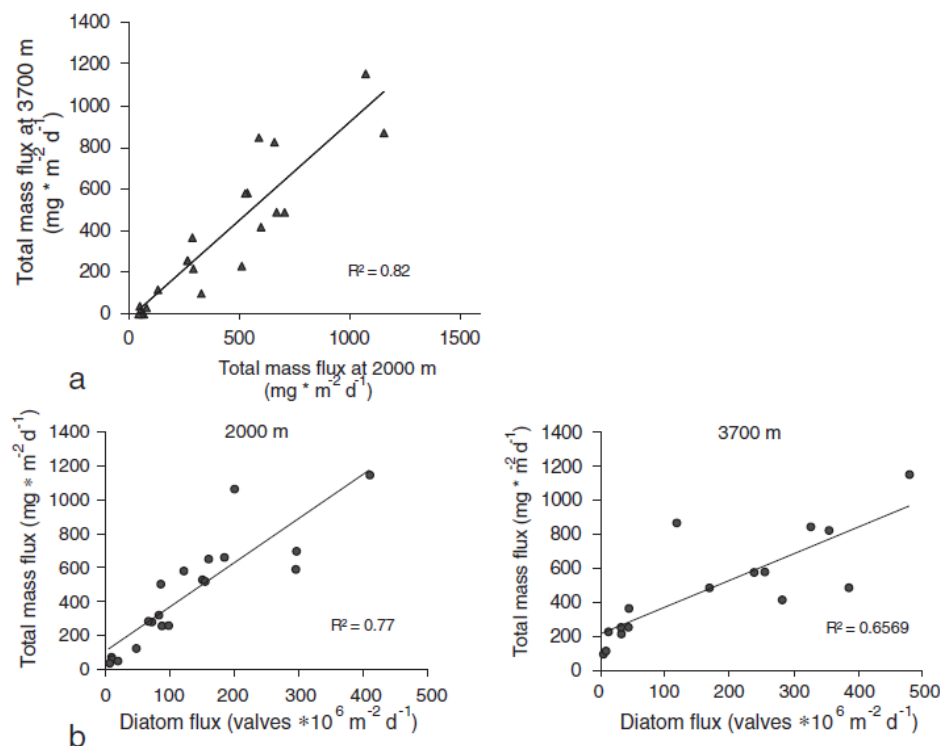 Total mass flux at 3700 m
(mg * m⁻² d⁻¹)
1400
1200
1000
800
600
400
200
0
R² = 0.82
0
500
1000
1500
Total mass flux at 2000 m
(mg * m⁻² d⁻¹)
a
2000 m
Total mass flux (mg * m⁻² d⁻¹)
1400
1200
1000
800
600
400
200
0
R² = 0.77
0
100
200
300
400
500
Diatom flux (valves *10⁶ m⁻² d⁻¹)
b
3700 m
Total mass flux (mg * m⁻² d⁻¹)
1400
1200
1000
800
600
400
200
0
R² = 0.6569
0
100
200
300
400
500
Diatom flux (valves *10⁶ m⁻² d⁻¹)